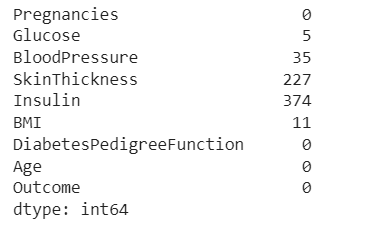 Pregnancies 0
Glucose 5
BloodPressure 35
SkinThickness 227
Insulin 374
BMI 11
DiabetesPedigreeFunction 0
Age 0
Outcome 0
dtype: int64